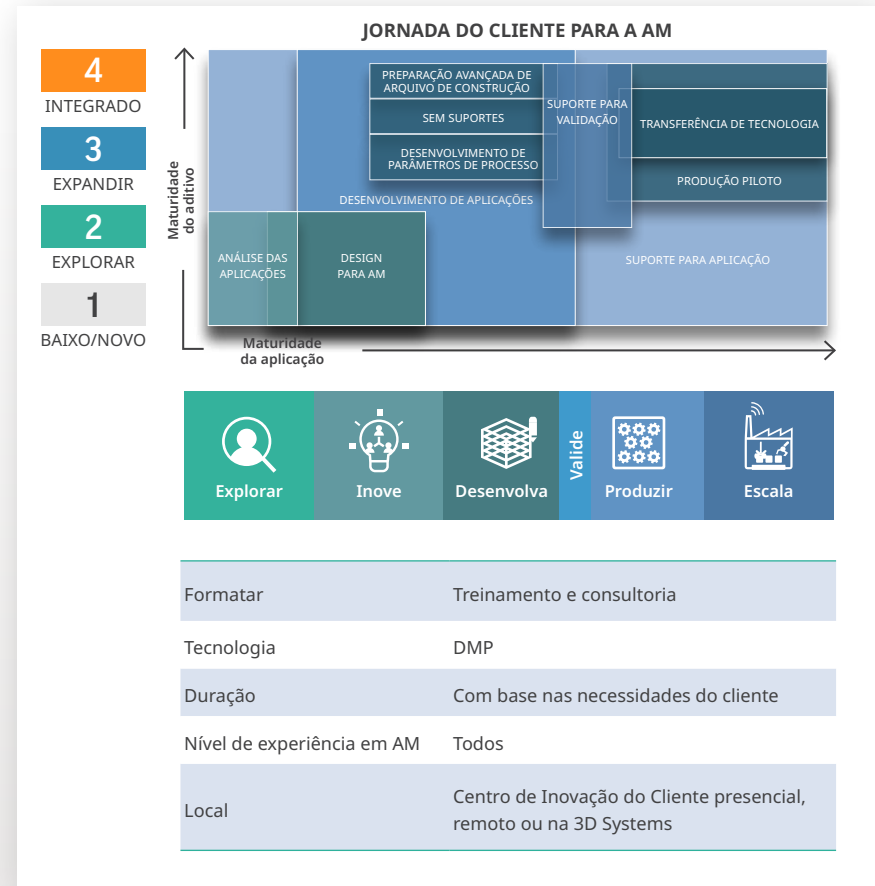 JORNADA DO CLIENTE PARA A AM
4
INTEGRADO
3
EXPANDIR
2
EXPLORAR
1
BAIXO/NOVO
Maturidade
do aditivo
PREPARAÇÃO AVANÇADA DE
ARQUIVO DE CONSTRUÇÃO
SEM SUPORTES
DESENVOLVIMENTO DE
PARÂMETROS DE PROCESSO
SUPORTE PARA
VALIDAÇÃO
TRANSFERÊNCIA DE TECNOLOGIA
PRODUÇÃO PILOTO
DESENVOLVIMENTO DE APLICAÇÕES
ANÁLISE DAS
APLICAÇÕES
DESIGN
PARA AM
SUPORTE PARA APLICAÇÃO
Maturidade
da aplicação
Explorar
Inove
Desenvolva
Valide
Produzir
Escala
Formatar Treinamento e consultoria
Tecnologia DMP
Duração Com base nas necessidades do cliente
Nível de experiência em AM Todos
Local Centro de Inovação do Cliente presencial,
remoto ou na 3D Systems